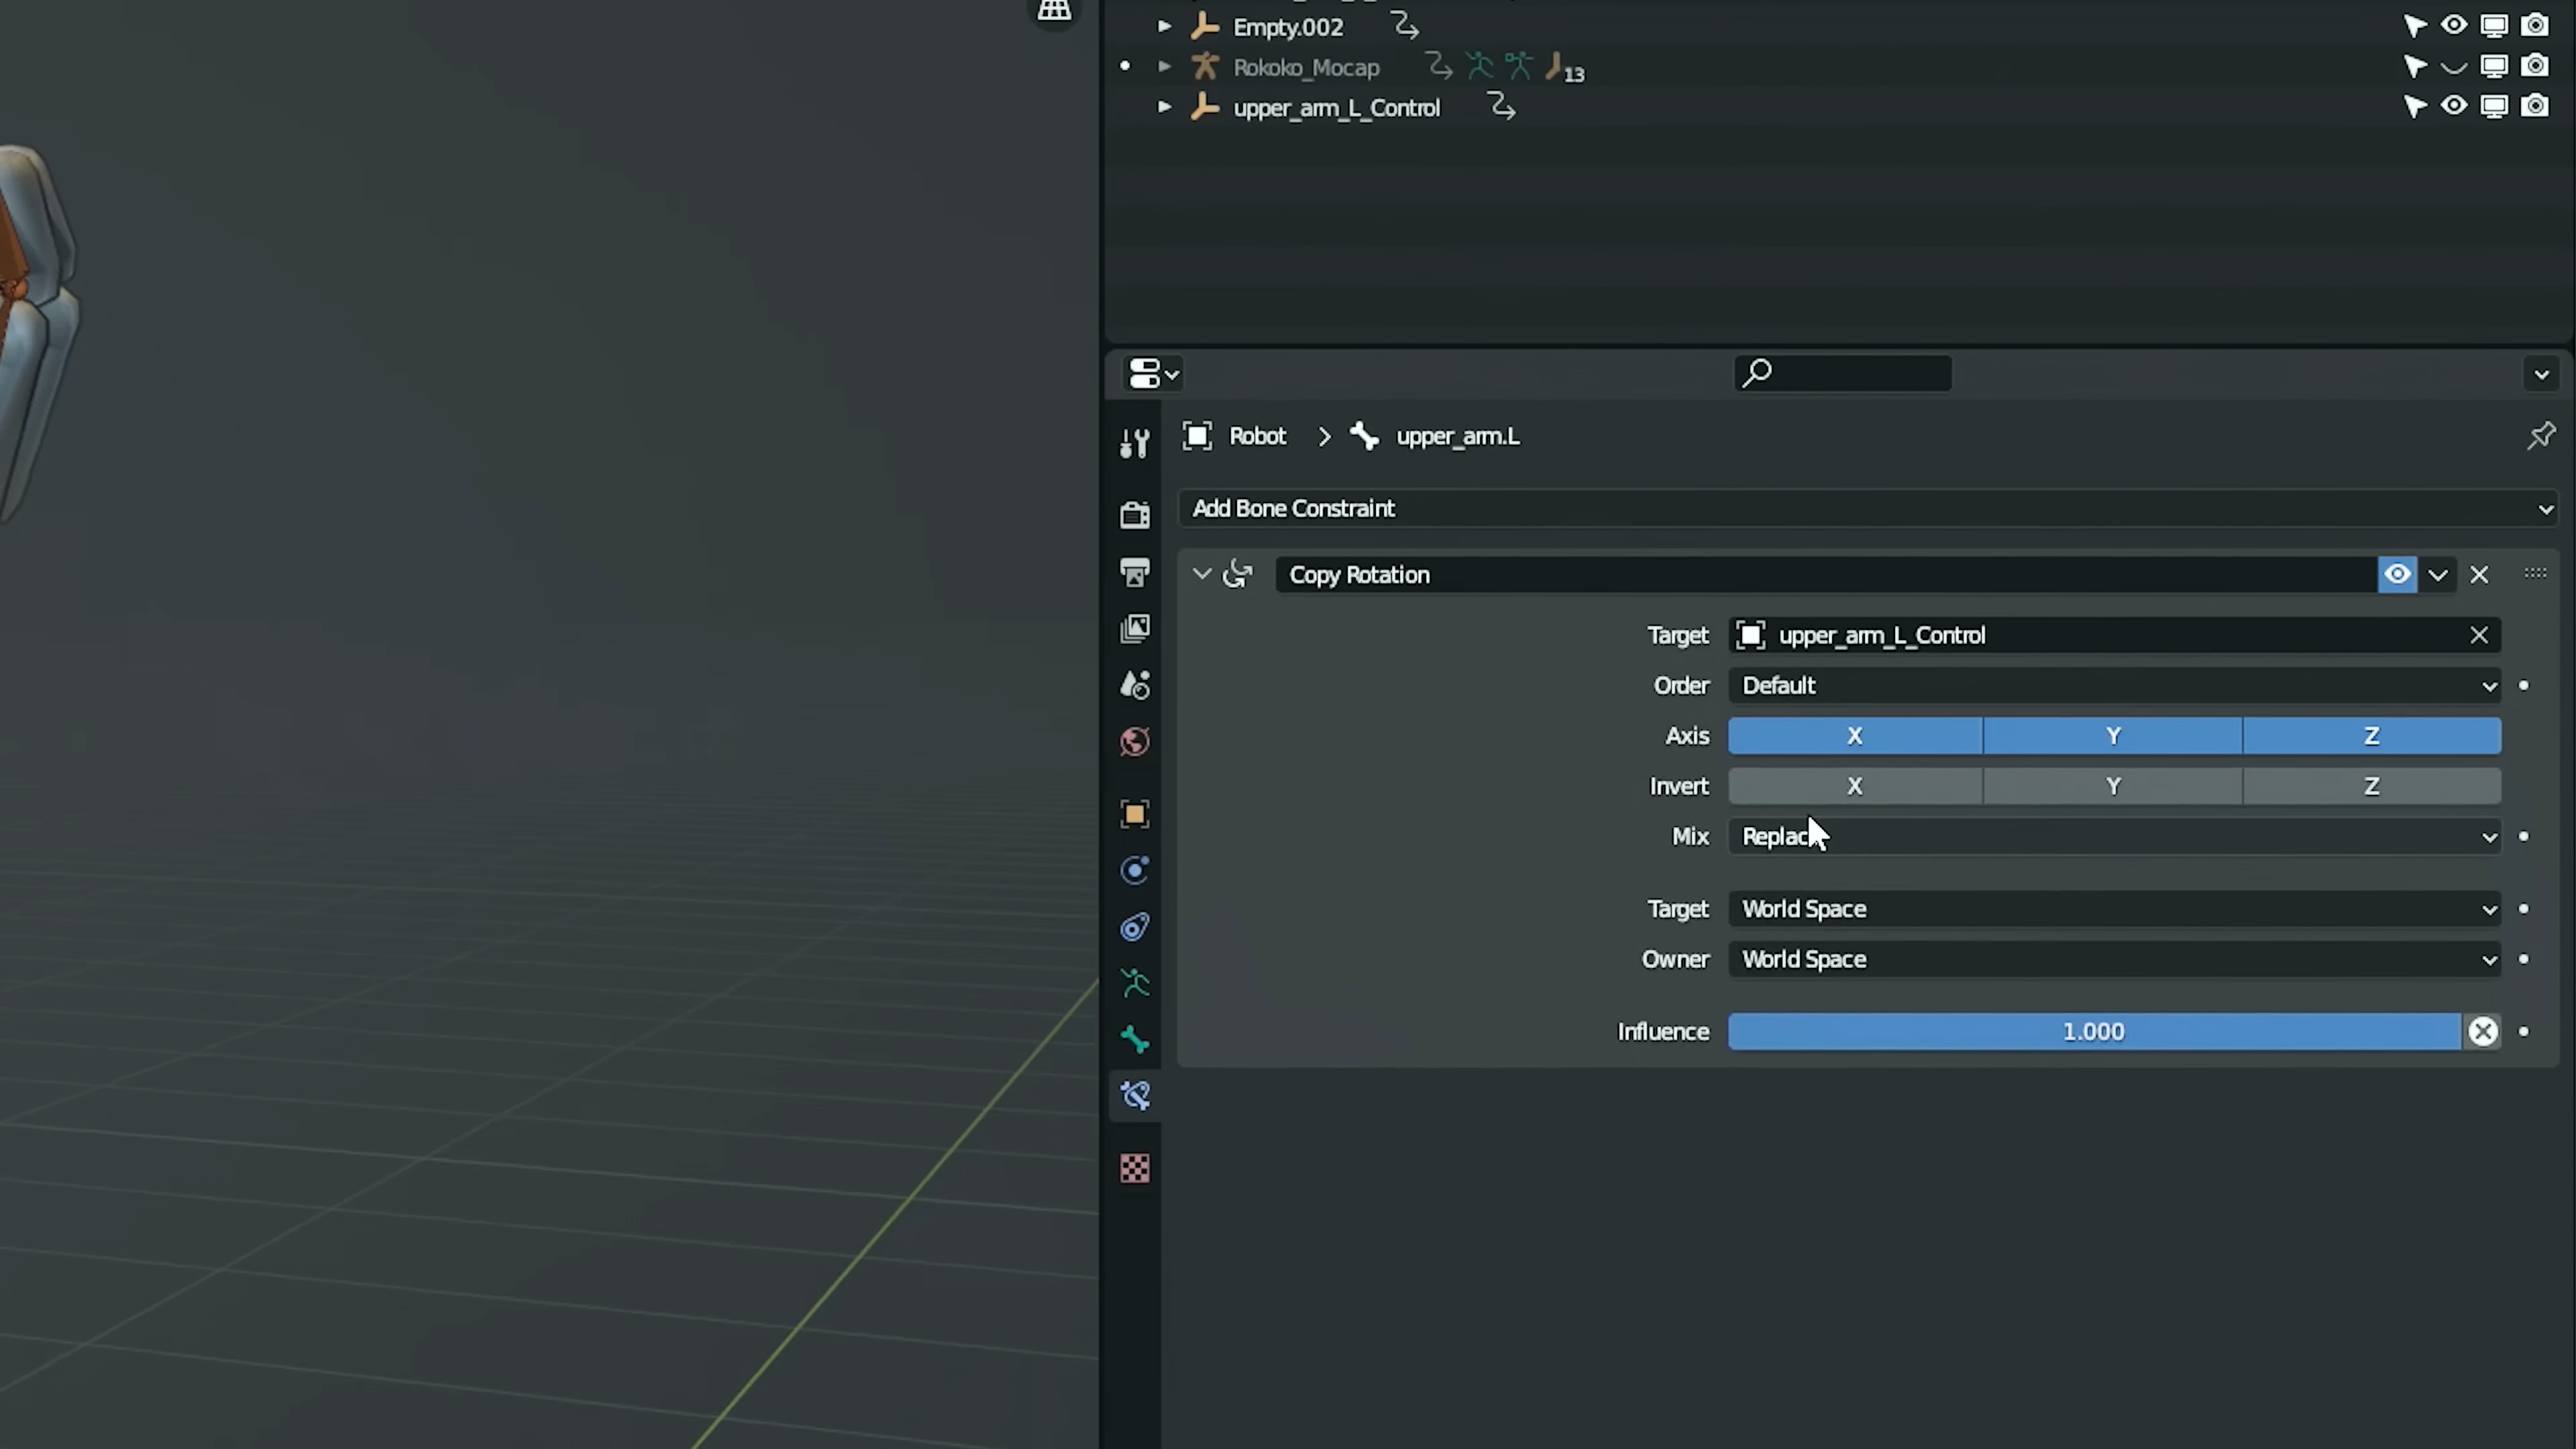 Empty.002
Rokoko_Mocap 13
upper_arm_L_Control
Robot > upper_arm.L
Add Bone Constraint
Copy Rotation
Target upper_arm_L_Control
Order Default
Axis X Y Z
Invert X Y Z
Mix Replac
Target World Space
Owner World Space
Influence 1.000